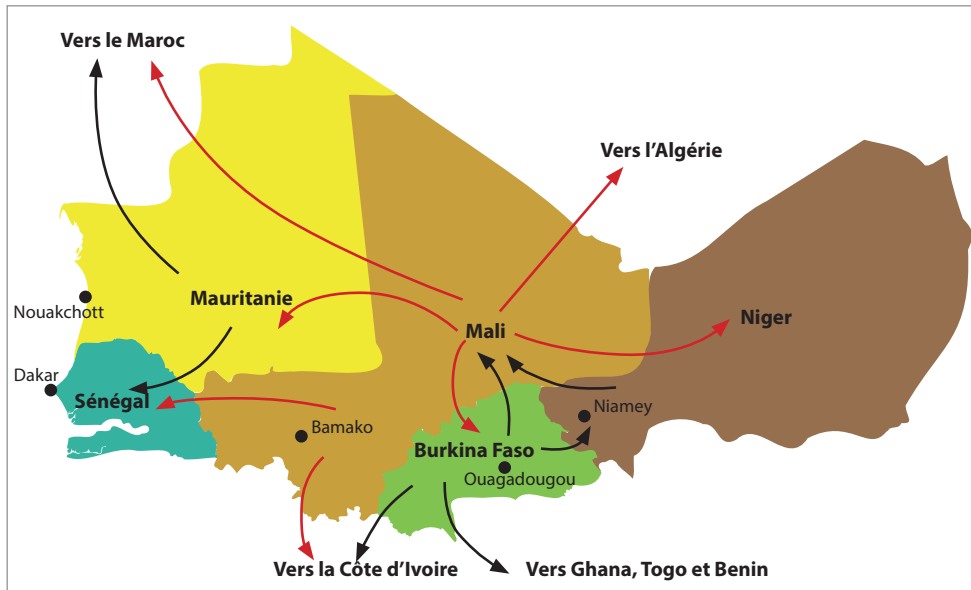 Vers le Maroc
Vers l'Algérie
Mauritanie
Nouakchott
Niger
Mali
Dakar
Sénégal
Niamey
Bamako
Burkina Faso
Ouagadougou
Vers la Côte d'Ivoire
Vers Ghana, Togo et Benin